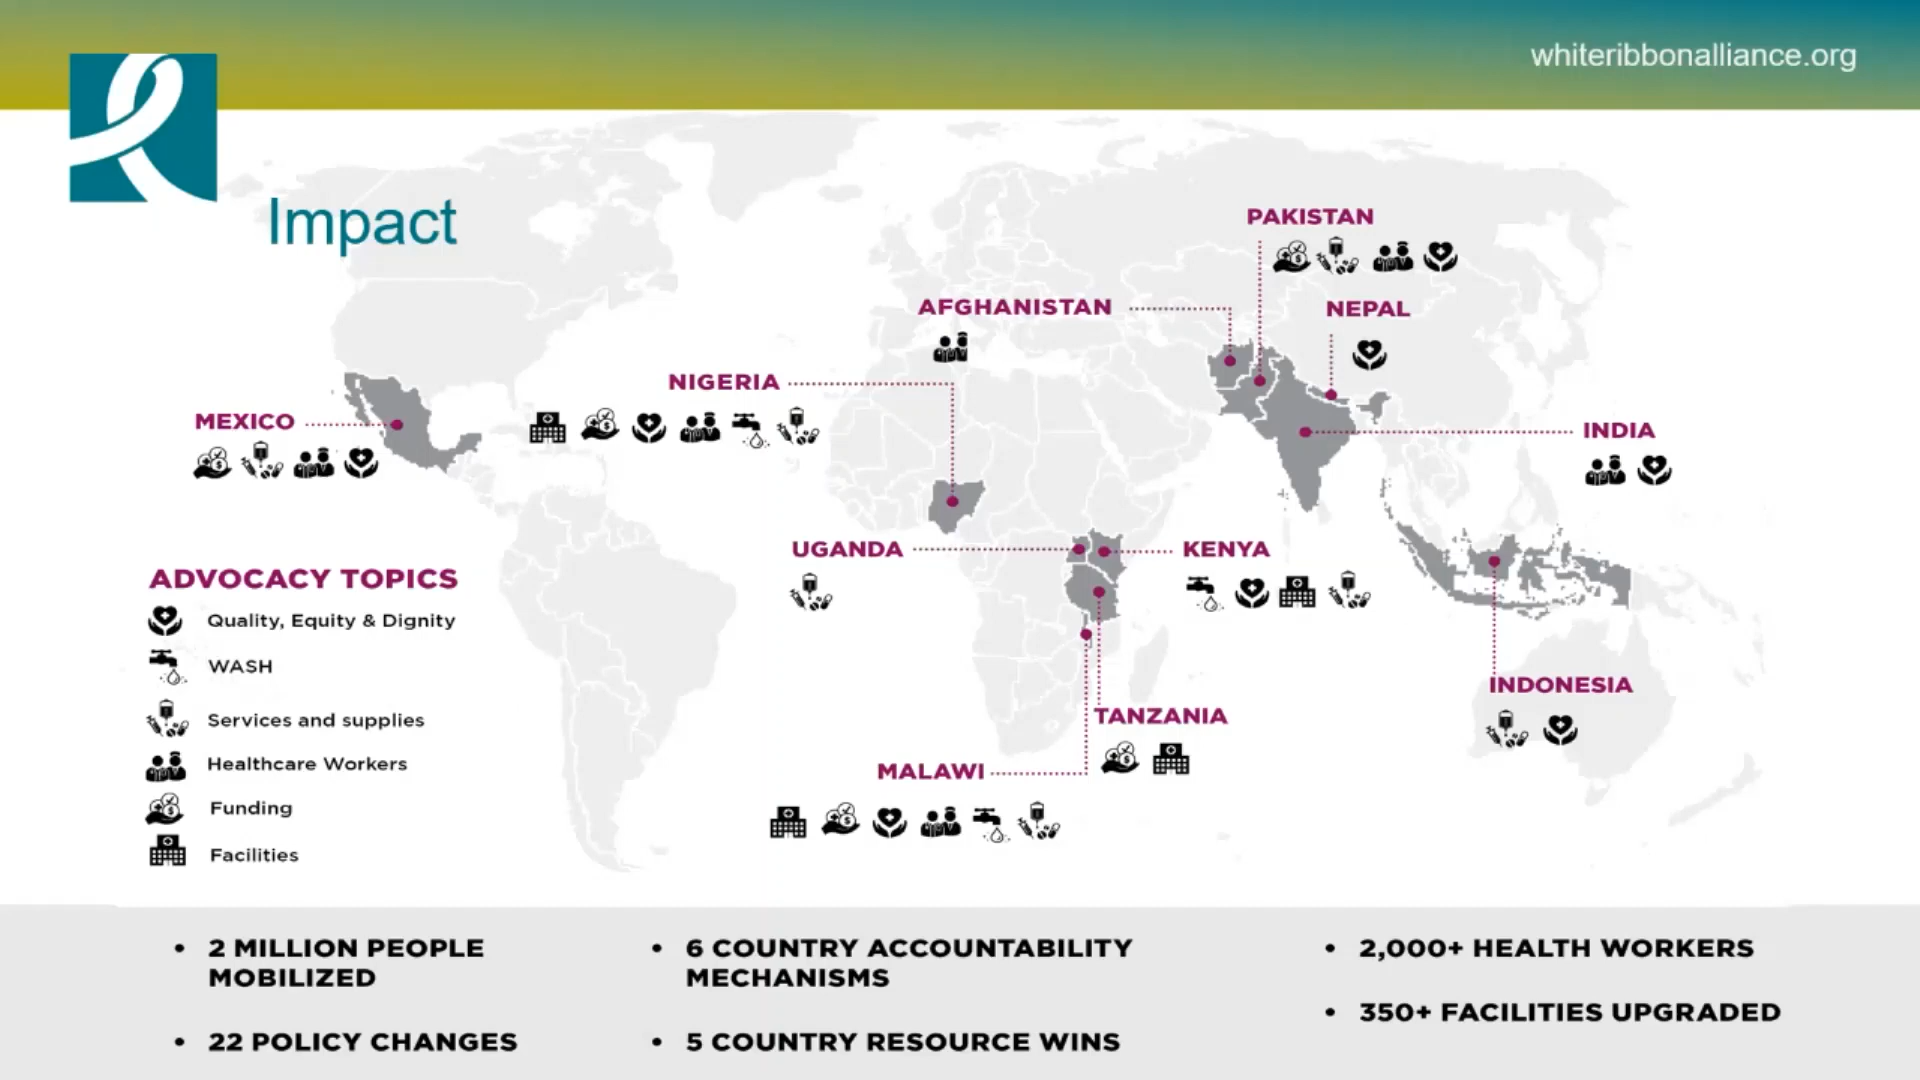 whiteribbonalliance.org
Impact
PAKISTAN
AFGHANISTAN
NEPAL
NIGERIA
MEXICO
INDIA
UGANDA
KENYA
INDONESIA
TANZANIA
MALAWI
ADVOCACY TOPICS
Quality, Equity & Dignity
WASH
Services and supplies
Healthcare Workers
Funding
Facilities
• 2 MILLION PEOPLE
MOBILIZED
• 22 POLICY CHANGES
• 6 COUNTRY ACCOUNTABILITY
MECHANISMS
• 5 COUNTRY RESOURCE WINS
• 2,000+ HEALTH WORKERS
• 350+ FACILITIES UPGRADED